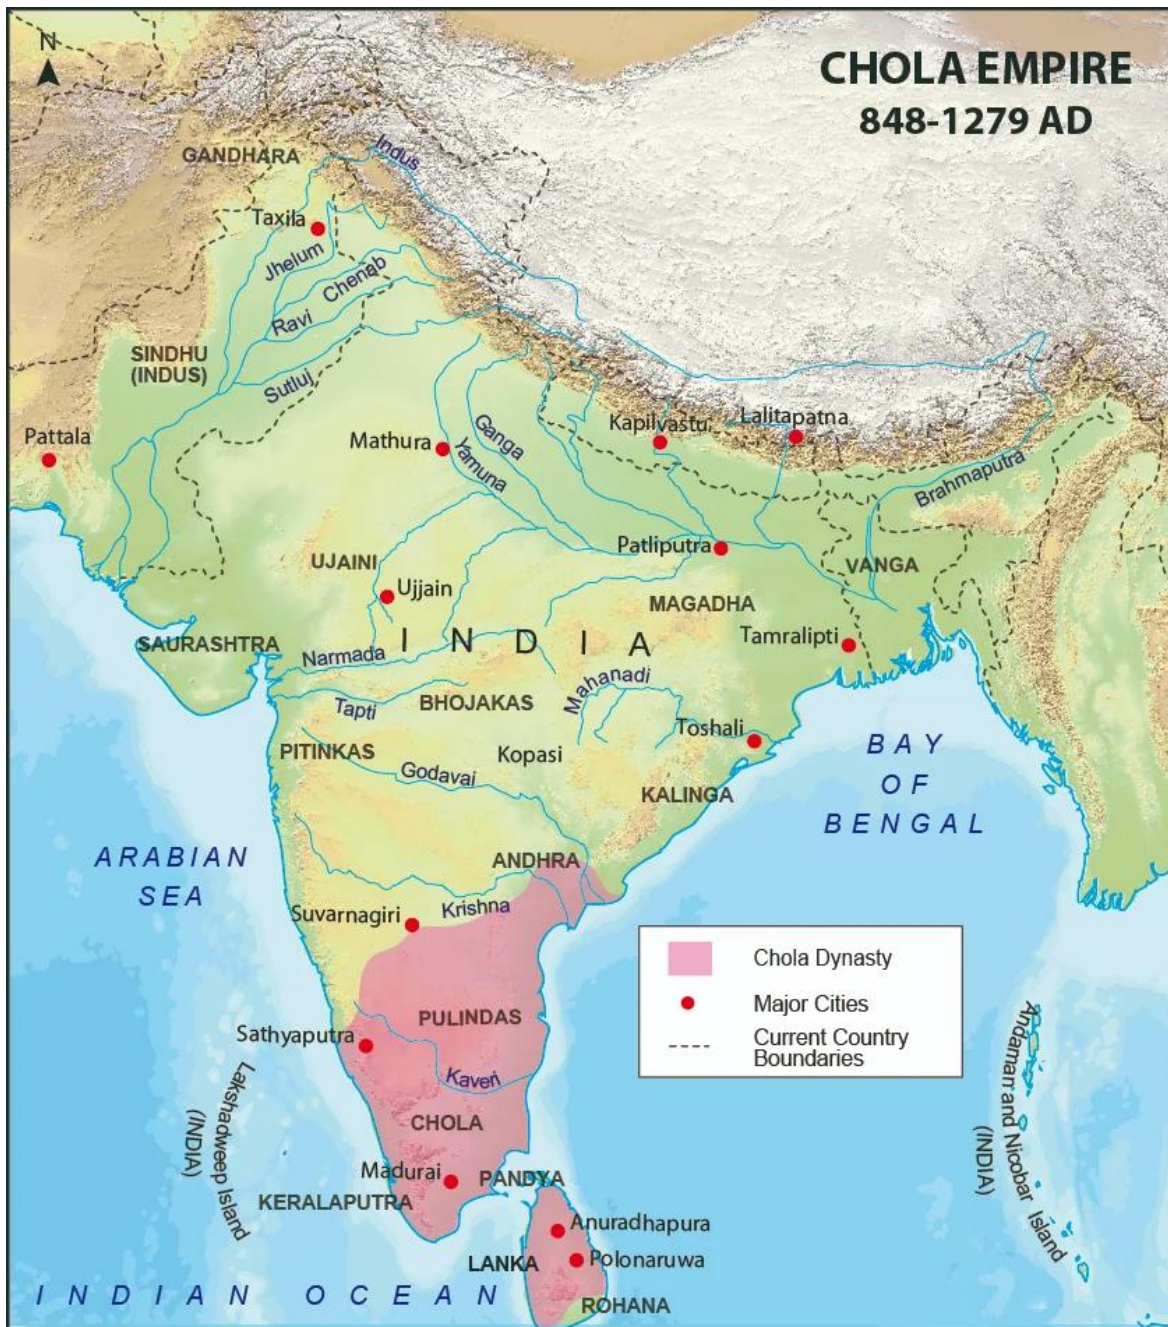 N
CHOLA EMPIRE
848-1279 AD
GANDHARA
Indus
Taxila
Jhelum
Chenab
Ravi
SINDHU
(INDUS)
Sutluj
Pattala
Mathura
Ganga
Yamuna
Kapilvastu
Lalitapatna
Brahmaputra
Patliputra
VANGA
UJAINI
Ujjain
MAGADHA
INDIA
Tamralipti
SAURASHTRA
Narmada
Mahanadi
Tapti
BHOJAKAS
Toshali
PITINKAS
Kopasi
Godavai
KALINGA
BAY
OF
BENGAL
ARABIAN
SEA
ANDHRA
Krishna
Suvarnagiri
Chola Dynasty
Major Cities
Current Country
Boundaries
PULINDAS
Sathyaputra
Kaveri
CHOLA
Lakshadweep Island
(INDIA)
Andaman and Nicobar Island
(INDIA)
Madurai
PANDYA
KERALAPUTRA
Anuradhapura
LANKA
Polonaruwa
INDIAN OCEAN
ROHANA